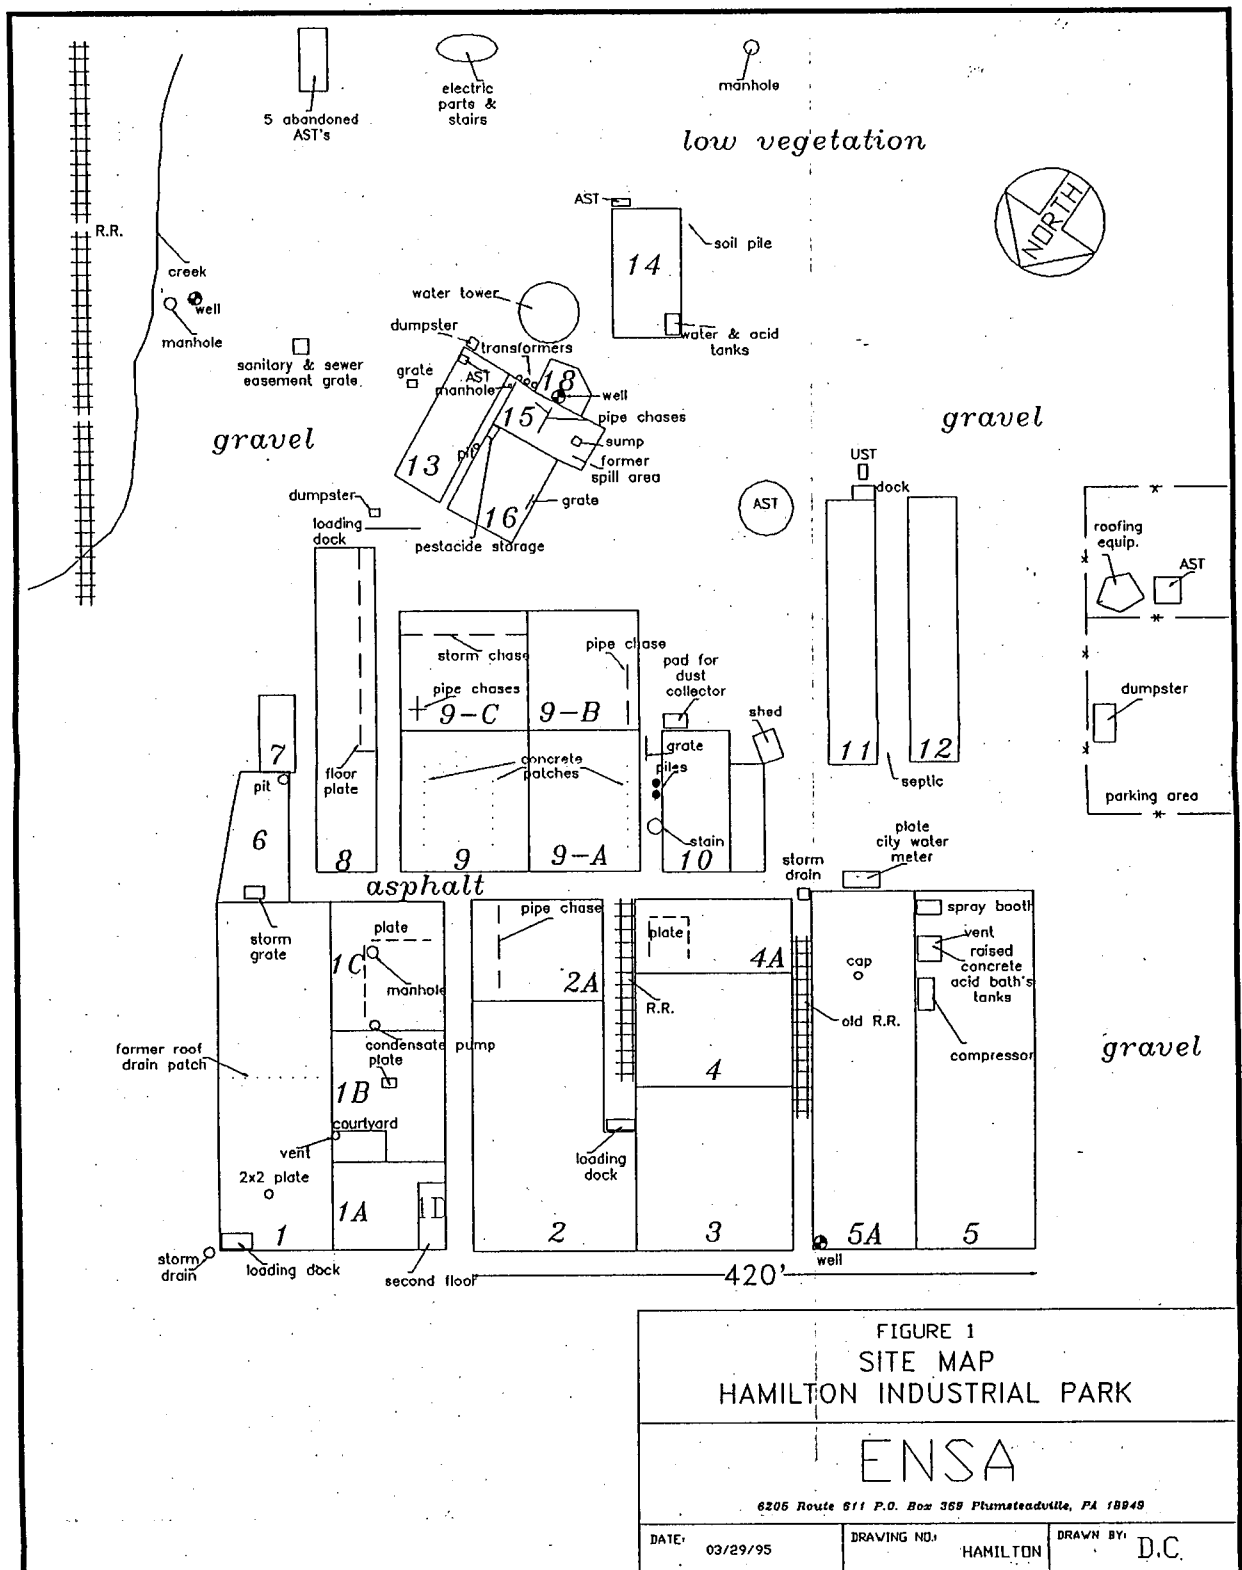 5 abandoned
AST's
electric
parts &
stairs
manhole
low vegetation
R.R.
creek
well
manhole
AST
14
soil pile
NORTH
water tower
dumpster
transformers
water & acid
tanks
sanitary & sewer
easement grate
grate
AST
manhole
18
well
15
pipe chases
gravel
gravel
pit
13
sump
former
spill area
UST
dock
dumpster
16
grate
AST
loading
dock
pestacide storage
roofing
equip.
AST
storm chase
pipe chase
pad for
dust
collector
pipe chases
9-C
9-B
shed
dumpster
7
11
12
grate
piles
floor
plate
concrete
patches
septic
pit
parking area
6
stain
plate
city water
meter
8
9
9-A
10
storm
drain
asphalt
storm
grate
plate
pipe chase
plate
spray booth
vent
raised
concrete
acid bath's
tanks
1C
4A
cap
manhole
2A
R.R.
old R.R.
former roof
drain patch
condensate pump
plate
compressor
gravel
4
1B
courtyard
vent
loading
dock
2x2 plate
1A
1D
1
2
3
5A
5
storm
drain
loading dock
second floor
well
420'
FIGURE 1
SITE MAP
HAMILTON INDUSTRIAL PARK
ENSA
6205 Route 611 P.O. Box 369 Plumsteadville, PA 18949
DATE: 03/29/95
DRAWING NO.: HAMILTON
DRAWN BY: D.C.